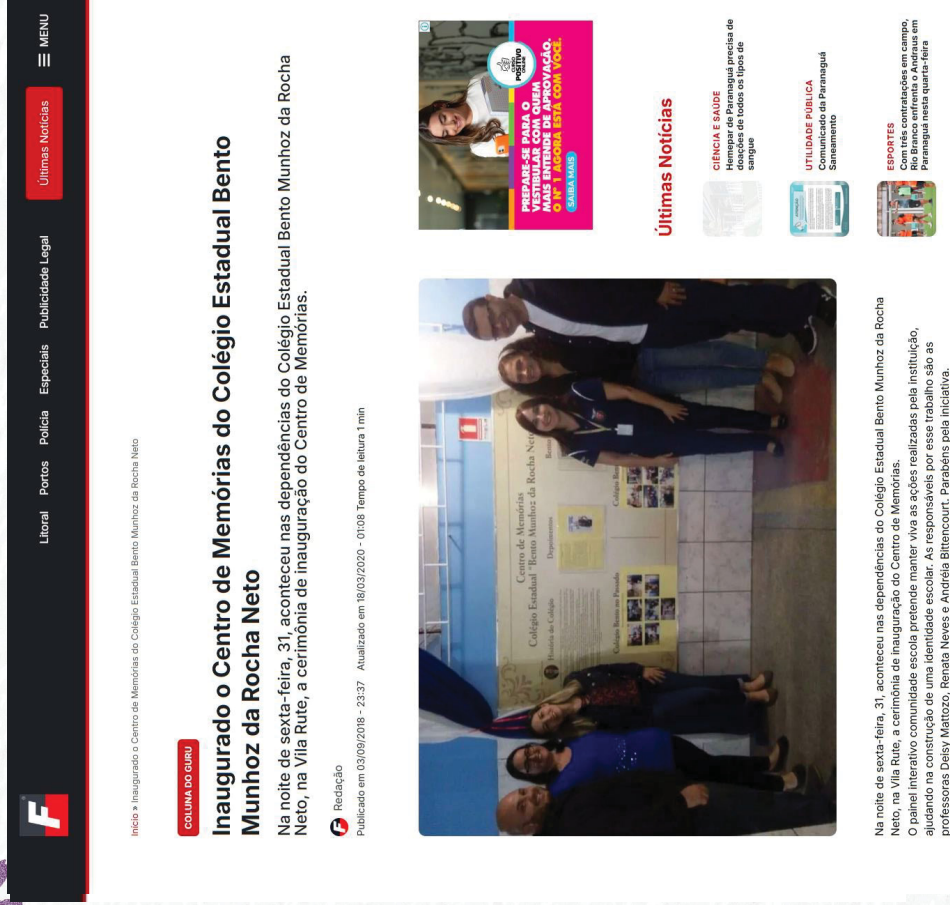 Litoral
Portos
Polícia
Especiais
Publicidade Legal
Últimas Notícias
MENU
Início » Inaugurado o Centro de Memórias do Colégio Estadual Bento Munhoz da Rocha Neto
COLUNA DO GURU
Inaugurado o Centro de Memórias do Colégio Estadual Bento
Munhoz da Rocha Neto
Na noite de sexta-feira, 31, aconteceu nas dependências do Colégio Estadual Bento Munhoz da Rocha
Neto, na Vila Rute, a cerimônia de inauguração do Centro de Memórias.
Redação
Publicado em 03/09/2018 - 23:37 Atualizado em 18/03/2020 - 01:08 Tempo de leitura 1 min
Centro de Memórias
Colégio Estadual "Bento Munhoz da Rocha Neto
História do Colégio
Depoimentos
Bento
Colégio Bento no Passado
Colégio B
Na noite de sexta-feira, 31, aconteceu nas dependências do Colégio Estadual Bento Munhoz da Rocha
Neto, na Vila Rute, a cerimônia de inauguração do Centro de Memórias.
O painel interativo comunidade escola pretende manter viva as ações realizadas pela instituição,
ajudando na construção de uma identidade escolar. As responsáveis por esse trabalho são as
professoras Deisy Mattozo, Renata Neves e Andréia Bittencourt. Parabéns pela iniciativa.
CURSO
POSITIVO
ONLINE
PREPARE-SE PARA O
VESTIBULAR COM QUEM
MAIS ENTENDE DE APROVAÇÃO.
O Nº 1 AGORA ESTÁ COM VOCÊ.
SAIBA MAIS
Últimas Notícias
CIÊNCIA E SAÚDE
Hemepar de Paranaguá precisa de
doações de todos os tipos de
sangue
UTILIDADE PÚBLICA
Comunicado da Paranaguá
Saneamento
ESPORTES
Com três contratações em campo,
Rio Branco enfrenta o Andraus em
Paranaguá nesta quarta-feira